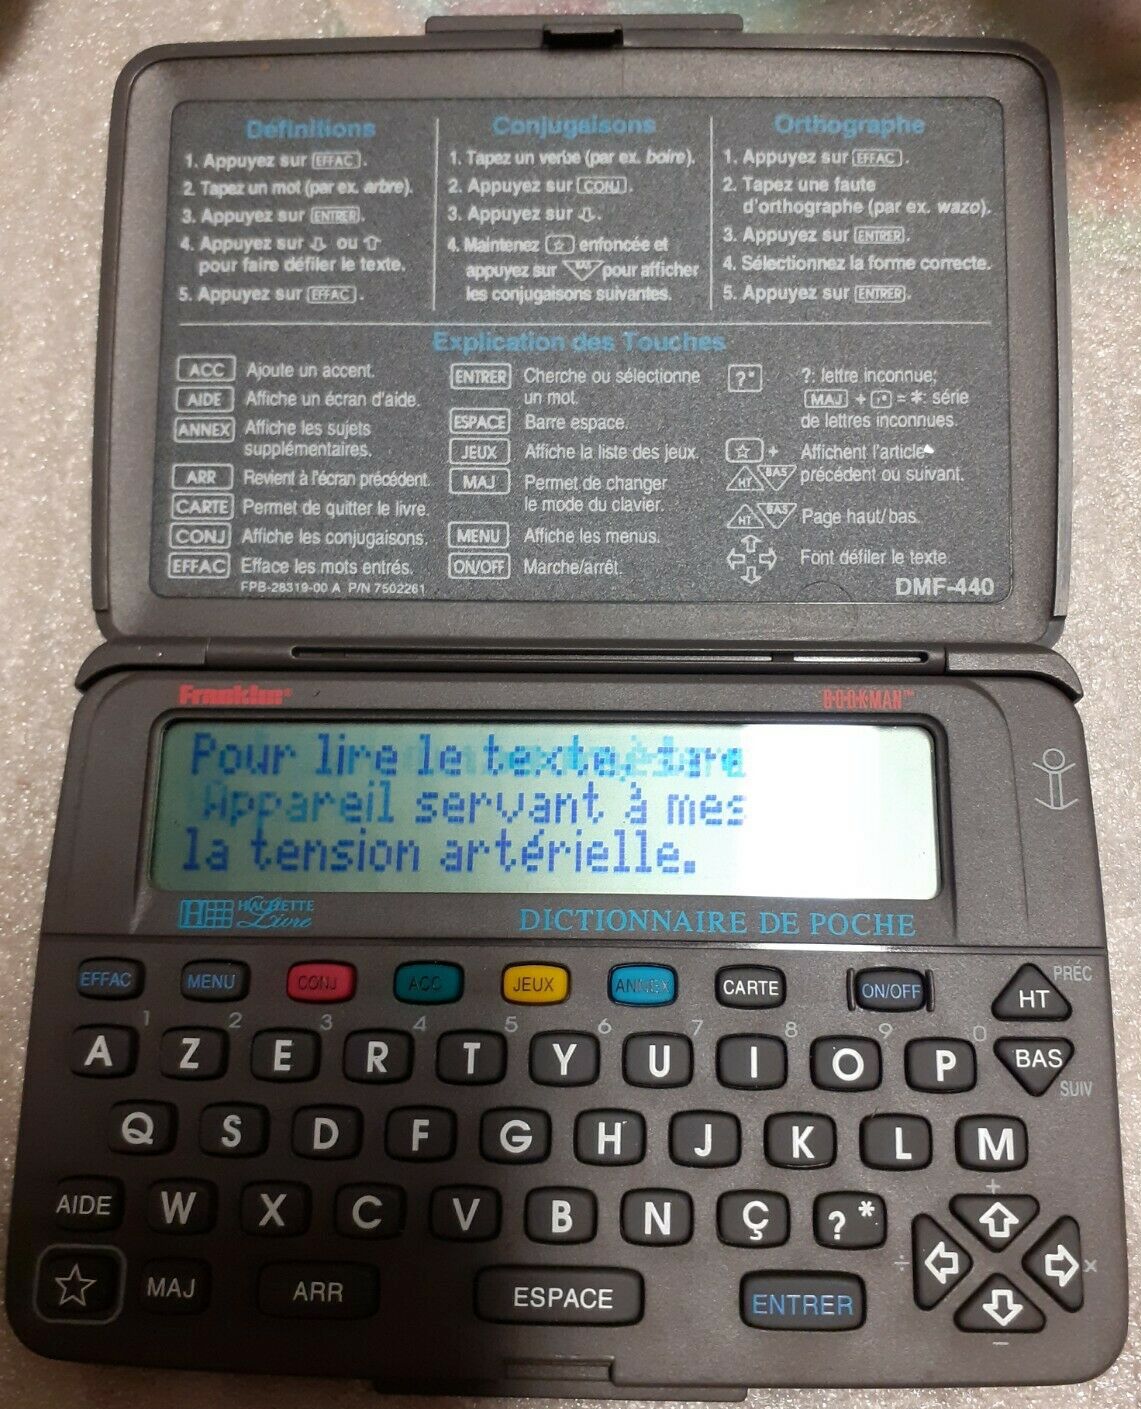 Définitions
1. Appuyez sur EFFAC.
2. Tapez un mot (par ex. arbre).
3. Appuyez sur ENTRER.
4. Appuyez sur ⇩ ou ⇧
pour faire défiler le texte.
5. Appuyez sur EFFAC.
Conjugaisons
1. Tapez un verbe (par ex. boire).
2. Appuyez sur CONJ.
3. Appuyez sur ⇩.
4. Maintenez ☆ enfoncée et
appuyez sur BAS pour afficher
les conjugaisons suivantes.
Orthographe
1. Appuyez sur EFFAC.
2. Tapez une faute
d'orthographe (par ex. wazo).
3. Appuyez sur ENTRER.
4. Sélectionnez la forme correcte.
5. Appuyez sur ENTRER.
Explication des Touches
ACC Ajoute un accent.
AIDE Affiche un écran d'aide.
ANNEX Affiche les sujets
supplémentaires.
ARR Revient à l'écran précédent.
CARTE Permet de quitter le livre.
CONJ Affiche les conjugaisons.
EFFAC Efface les mots entrés.
FPB-28319-00 A P/N 7502261
ENTRER Cherche ou sélectionne
un mot.
ESPACE Barre espace.
JEUX Affiche la liste des jeux.
MAJ Permet de changer
le mode du clavier.
MENU Affiche les menus.
ON/OFF Marche/arrêt.
?* ?: lettre inconnue;
MAJ + ?* = *: série
de lettres inconnues.
☆ + Affichent l'article
HT BAS précédent ou suivant.
HT BAS Page haut/bas.
Font défiler le texte.
DMF-440
Franklin®
BOOKMAN™
Pour lire le texte,
Appareil servant à mes
la tension artérielle.
HACHETTE
Livre
DICTIONNAIRE DE POCHE
EFFAC MENU CONJ ACC JEUX ANNEX CARTE ON/OFF
PRÉC
HT
1 2 3 4 5 6 7 8 9 0
A Z E R T Y U I O P
BAS
SUIV
Q S D F G H J K L M
+
AIDE W X C V B N Ç ?*
÷ ×
☆ MAJ ARR ESPACE ENTRER
−